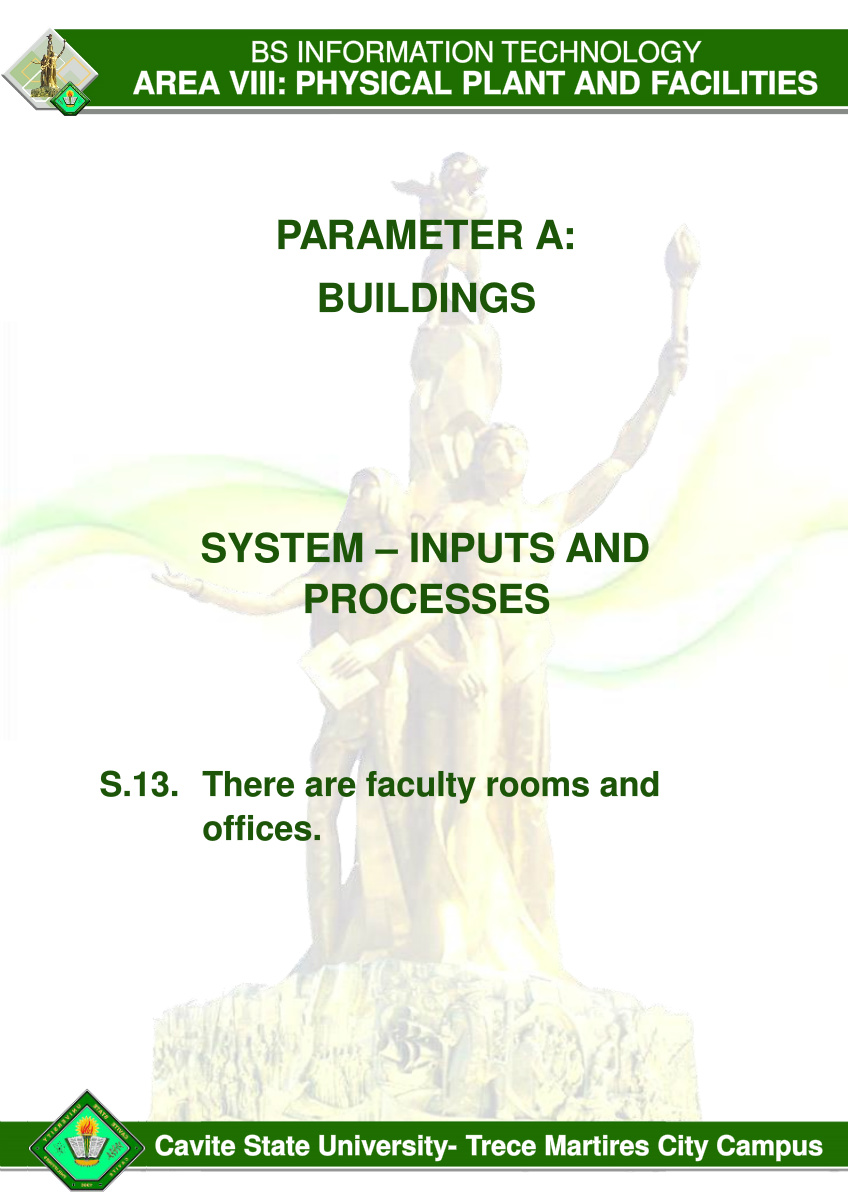 BS INFORMATION TECHNOLOGY
AREA VIII: PHYSICAL PLANT AND FACILITIES
PARAMETER A:
BUILDINGS
SYSTEM – INPUTS AND
PROCESSES
S.13. There are faculty rooms and
offices.
Cavite State University- Trece Martires City Campus